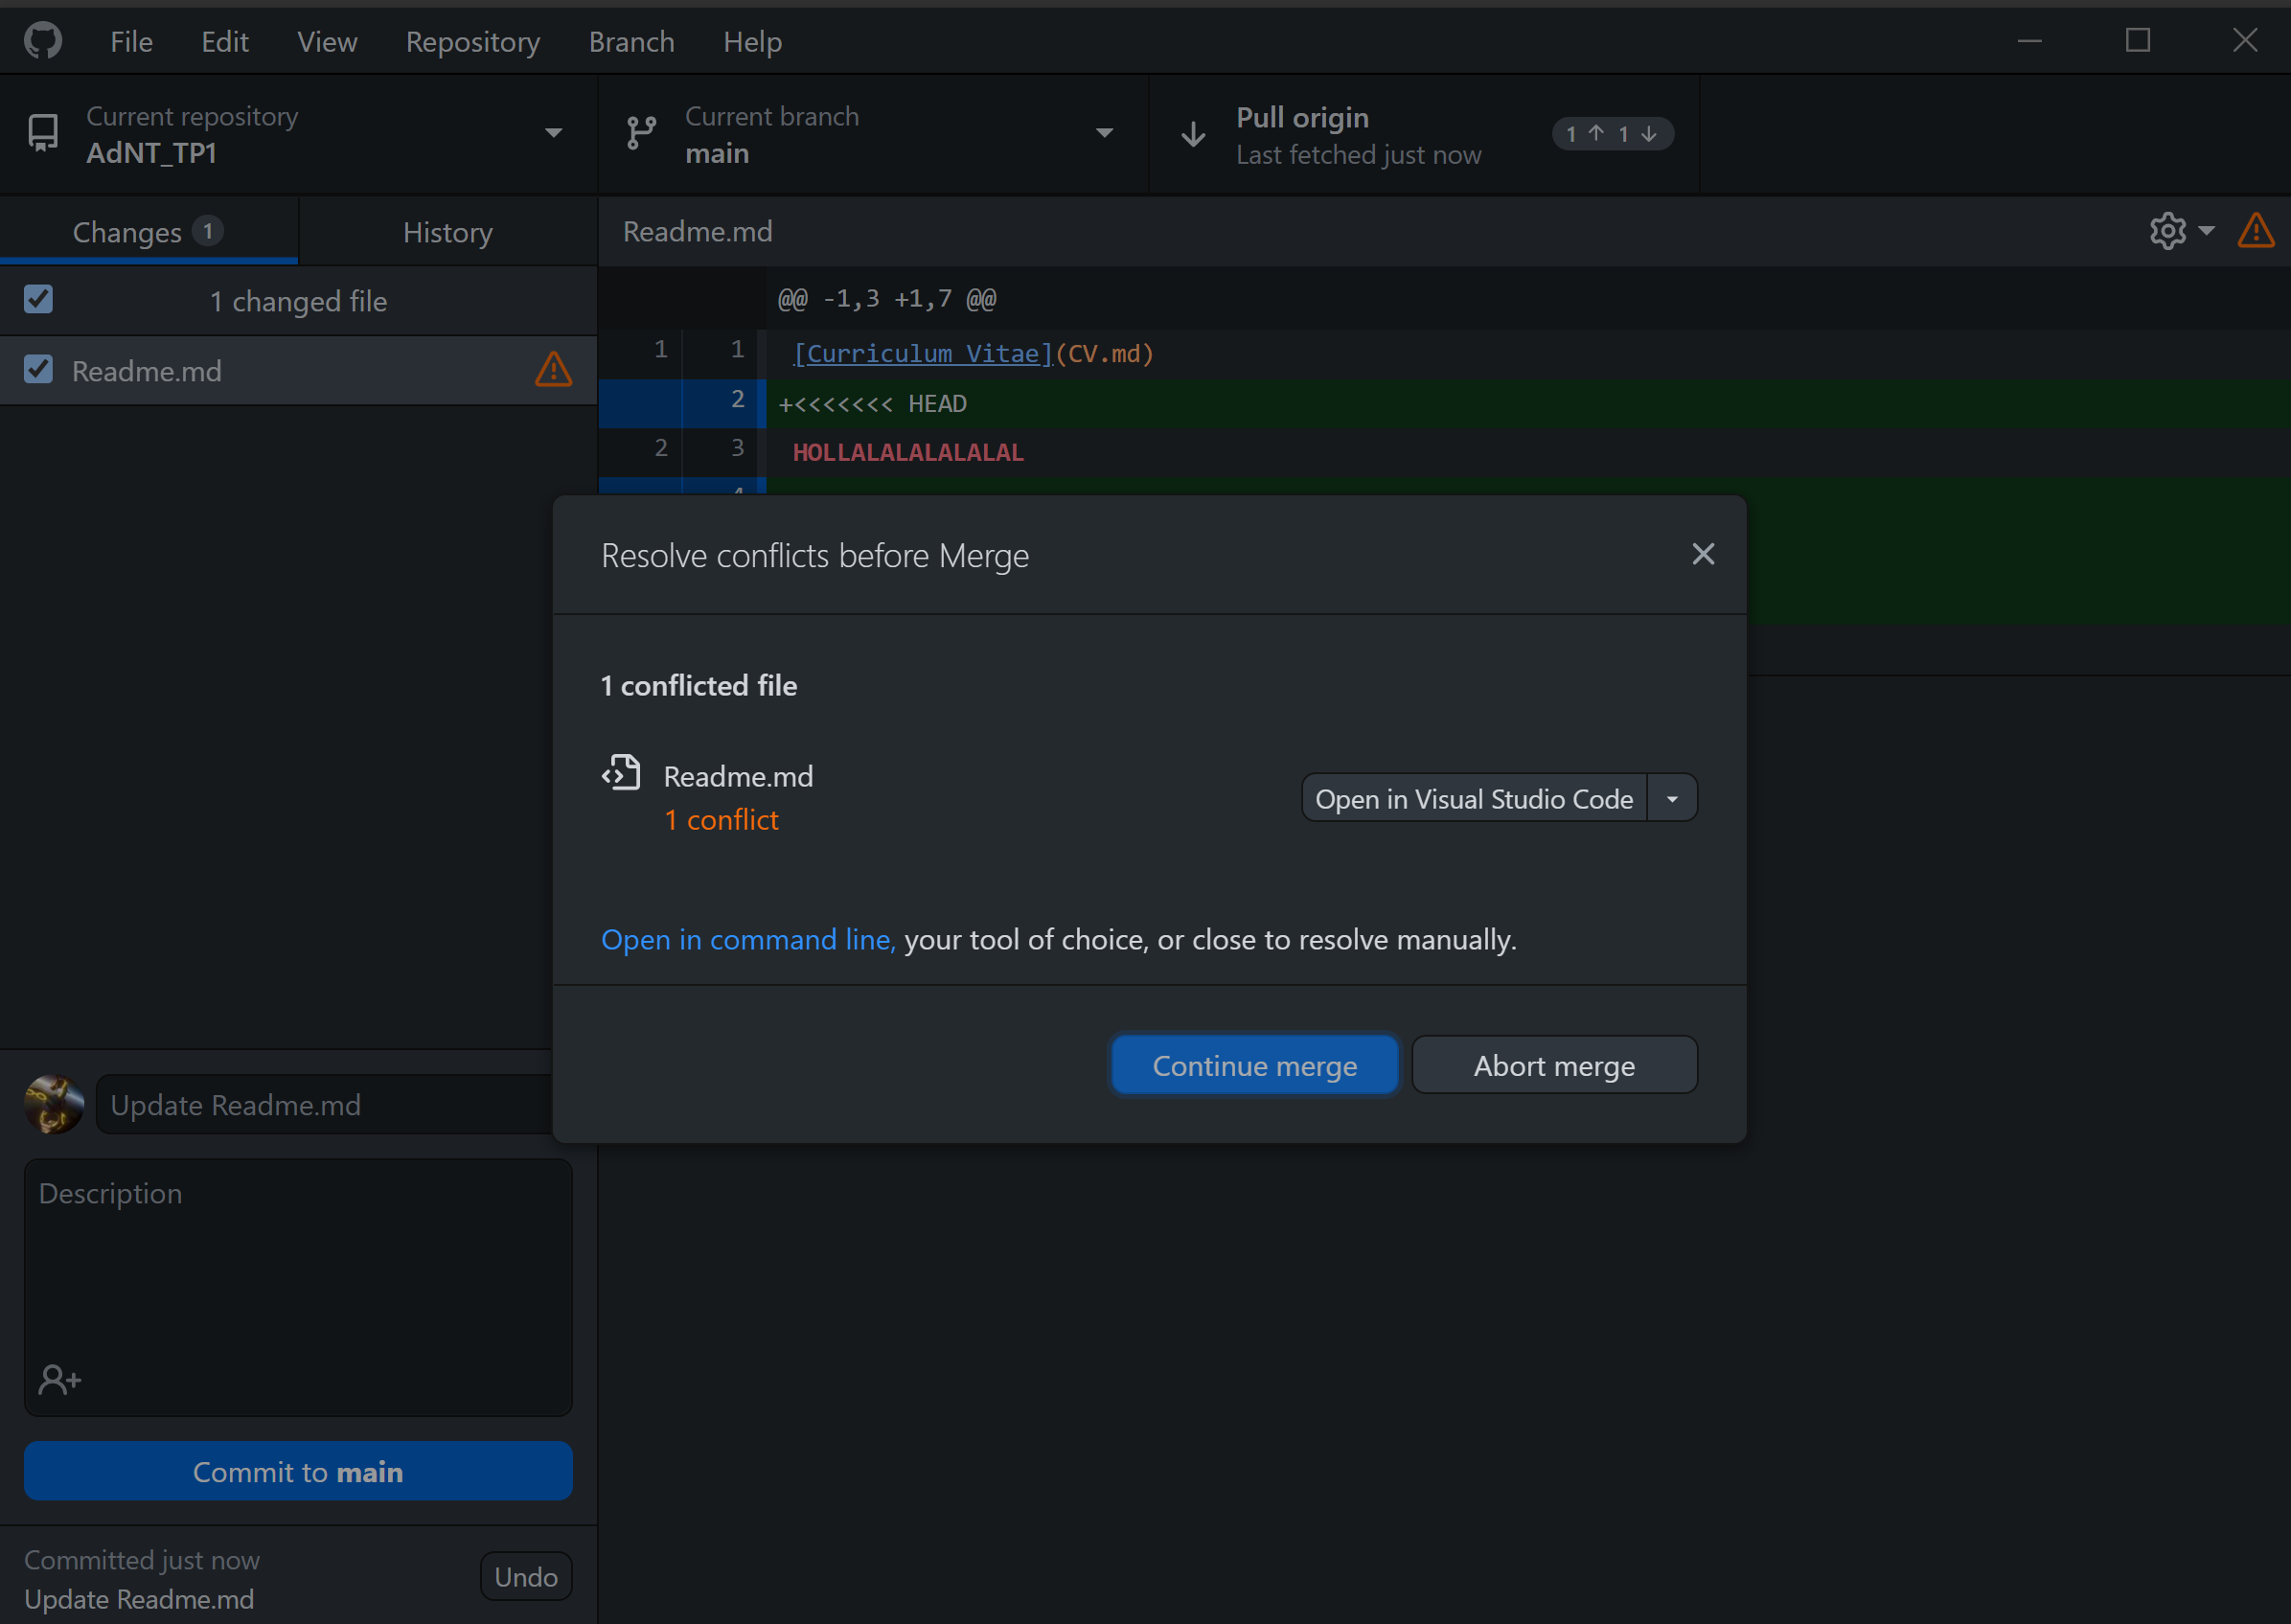 File Edit View Repository Branch Help
Current repository
AdNT_TP1
Current branch
main
Pull origin
Last fetched just now
1 ↑ 1 ↓
Changes 1
History
Readme.md
1 changed file
Readme.md
@@ -1,3 +1,7 @@
1 1 [Curriculum Vitae](CV.md)
2 +<<<<<<< HEAD
2 3 HOLLALALALALALAL
Resolve conflicts before Merge
1 conflicted file
Readme.md
1 conflict
Open in Visual Studio Code
Open in command line, your tool of choice, or close to resolve manually.
Continue merge
Abort merge
Update Readme.md
Description
Commit to main
Committed just now
Update Readme.md
Undo